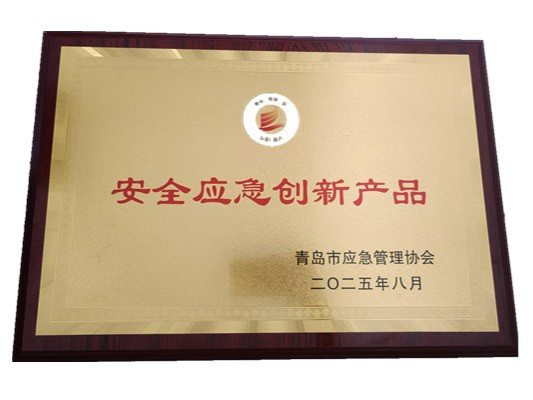 安全应急创新产品
青岛市应急管理协会
二〇二五年八月